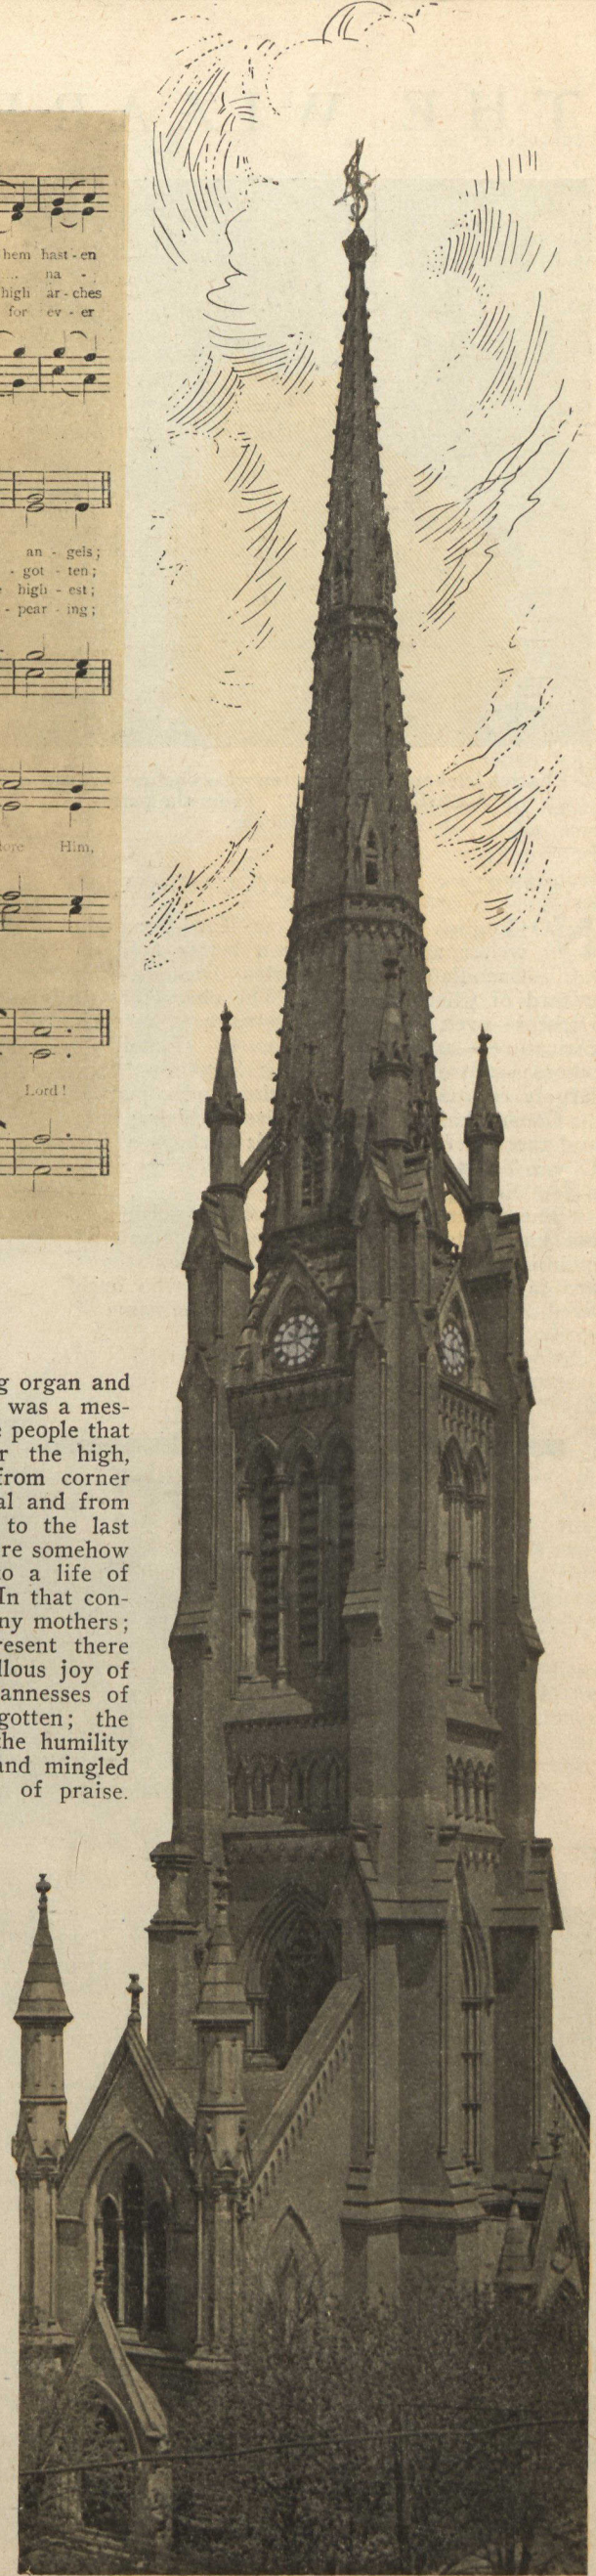 hem hast - en
na -
high ar - ches
for ev - er
an - gels ;
- got - ten ;
high - est ;
- pear - ing ;
Him,
Lord !
g organ and
was a mes-
people that
r the high,
from corner
al and from
to the last
re somehow
o a life of
In that con-
ny mothers ;
resent there
llous joy of
annesses of
gotten ; the
the humility
and mingled
of praise.